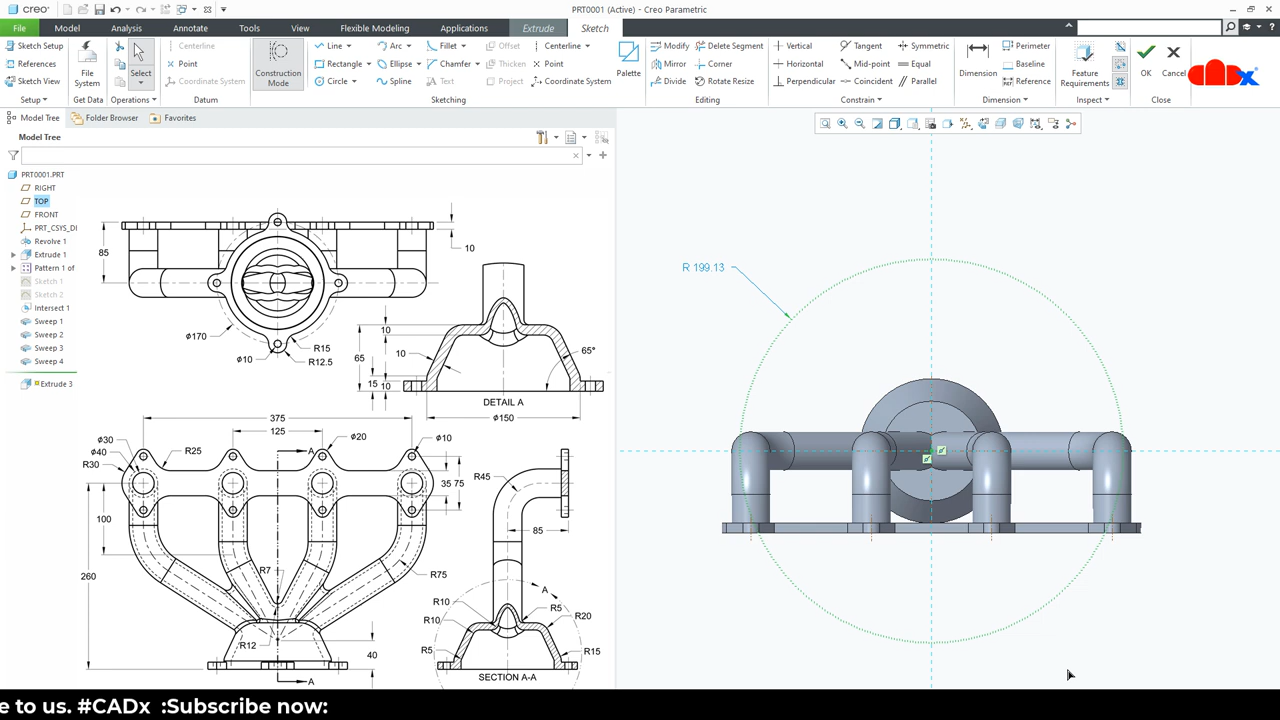 creo
PRT0001 (Active) - Creo Parametric
File
Model
Analysis
Annotate
Tools
View
Flexible Modeling
Applications
Extrude
Sketch
Sketch Setup
References
Sketch View
Setup
File System
Get Data
Select
Operations
Centerline
Point
Coordinate System
Datum
Construction Mode
Line
Rectangle
Circle
Arc
Ellipse
Spline
Fillet
Chamfer
Text
Offset
Thicken
Project
Centerline
Point
Coordinate System
Palette
Sketching
Modify
Mirror
Divide
Delete Segment
Corner
Rotate Resize
Editing
Vertical
Horizontal
Perpendicular
Tangent
Mid-point
Coincident
Symmetric
Equal
Parallel
Constrain
Dimension
Perimeter
Baseline
Reference
Dimension
Feature Requirements
Inspect
OK
Cancel
Close
CADx
Model Tree
Folder Browser
Favorites
Model Tree
PRT0001.PRT
RIGHT
TOP
FRONT
PRT_CSYS_DI
Revolve 1
Extrude 1
Pattern 1 of
Sketch 1
Sketch 2
Intersect 1
Sweep 1
Sweep 2
Sweep 3
Sweep 4
Extrude 3
85
10
ϕ170
ϕ10
R15
R12.5
10
10
65
15
10
65°
DETAIL A
ϕ150
375
125
ϕ30
ϕ40
R30
R25
ϕ20
ϕ10
A
35
75
100
260
R7
R75
R12
40
A
R45
85
A
R10
R10
R5
R5
R20
R15
SECTION A-A
R 199.13
e to us. #CADx :Subscribe now: